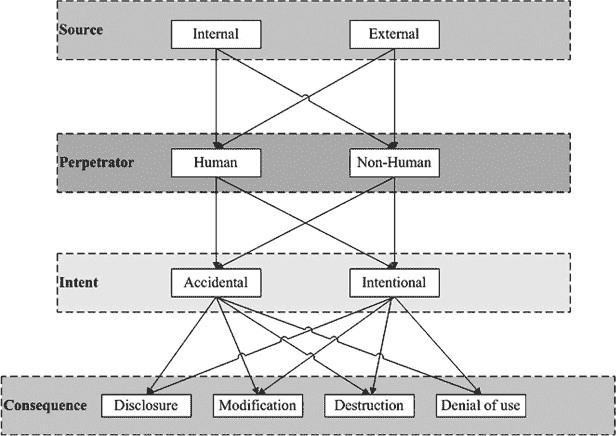 Source
Internal
External
Perpetrator
Human
Non-Human
Intent
Accidental
Intentional
Consequence
Disclosure
Modification
Destruction
Denial of use